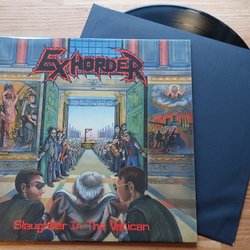 EXHORDER
Slaughter In The Vatican